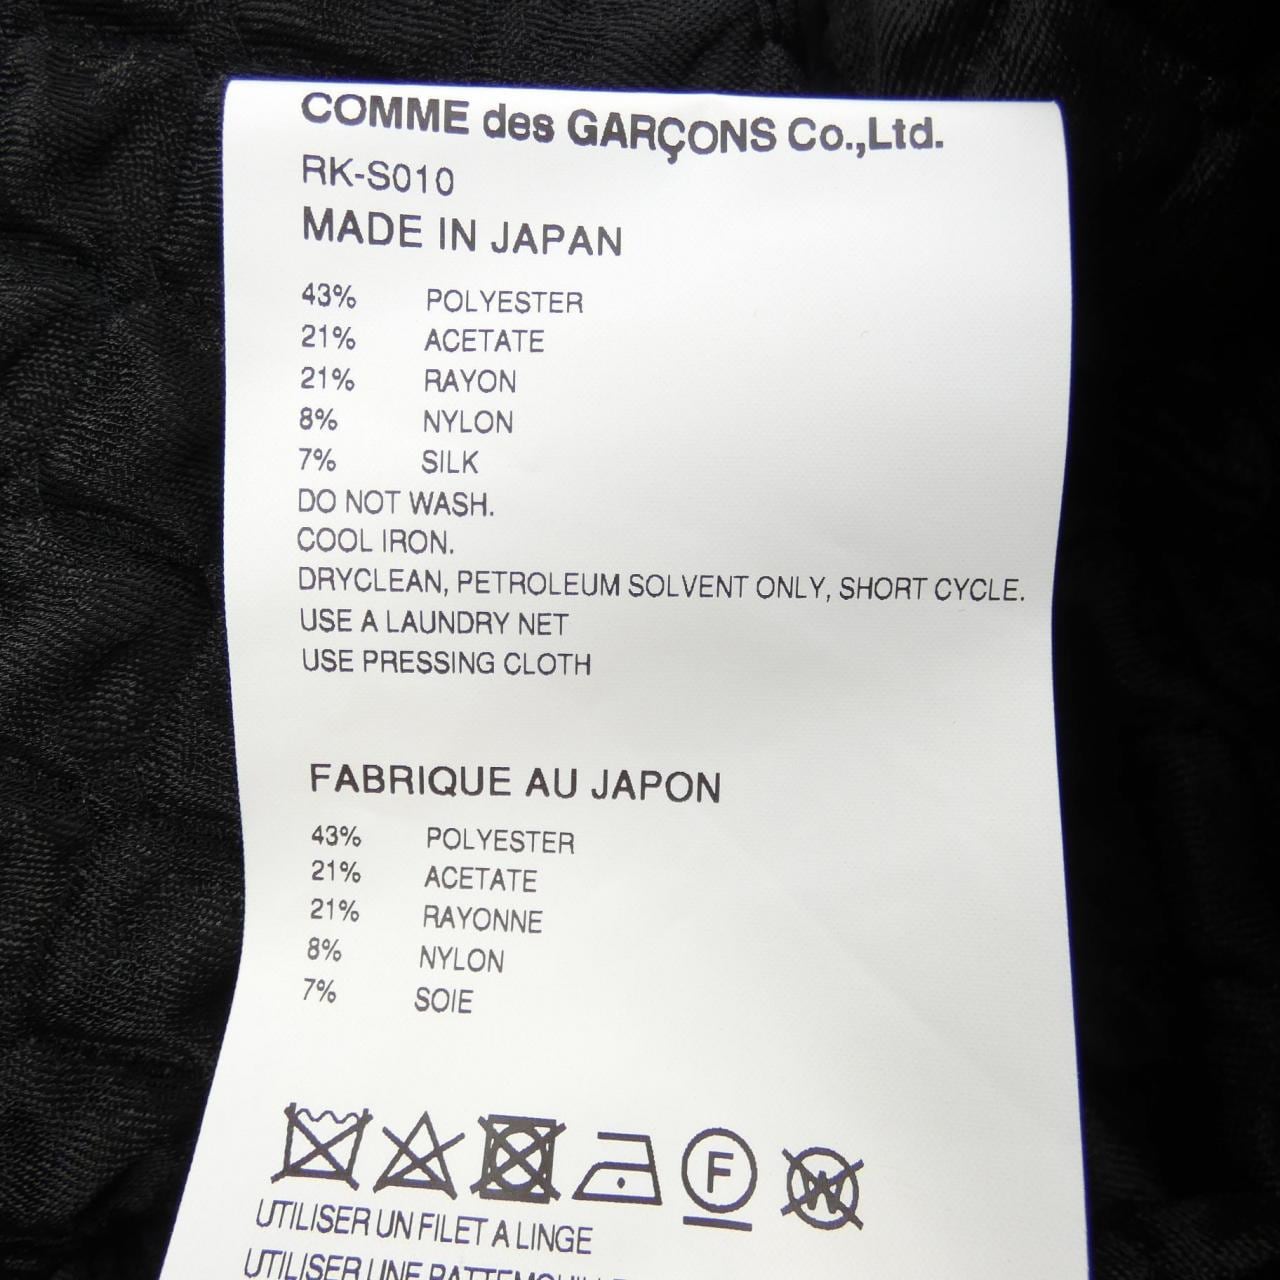 COMME des GARÇONS Co.,Ltd.
RK-S010
MADE IN JAPAN
43% POLYESTER
21% ACETATE
21% RAYON
8% NYLON
7% SILK
DO NOT WASH.
COOL IRON.
DRYCLEAN, PETROLEUM SOLVENT ONLY, SHORT CYCLE.
USE A LAUNDRY NET
USE PRESSING CLOTH
FABRIQUE AU JAPON
43% POLYESTER
21% ACETATE
21% RAYONNE
8% NYLON
7% SOIE
F W
UTILISER UN FILET A LINGE
UTILISER UNE